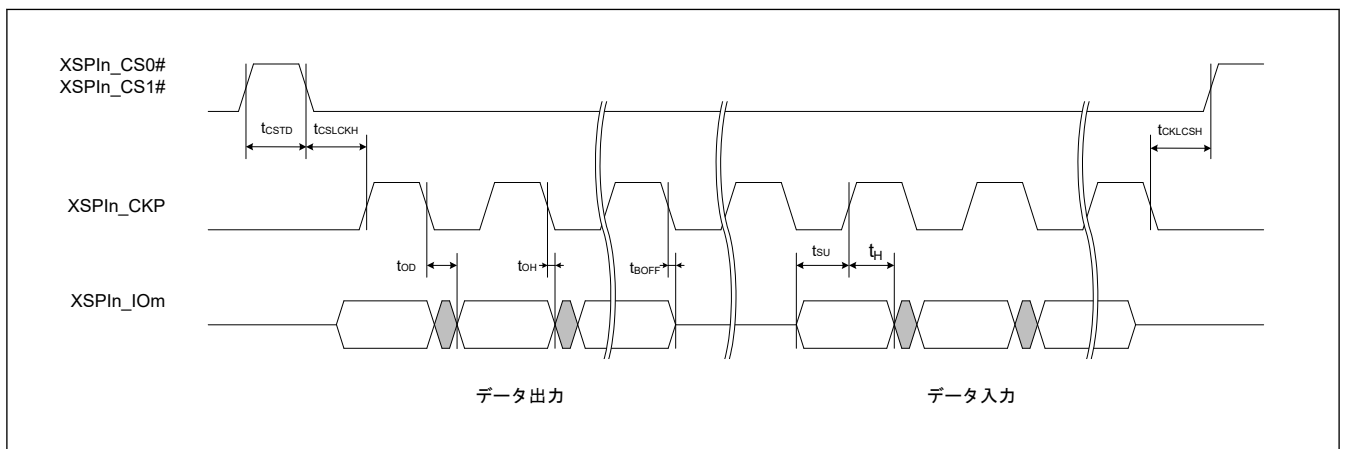 XSPIn_CS0#
XSPIn_CS1#
tCSTD
tCSLCKH
tCKLCSH
XSPIn_CKP
tOD
tOH
tBOFF
tSU
tH
XSPIn_IOm
データ出力
データ入力